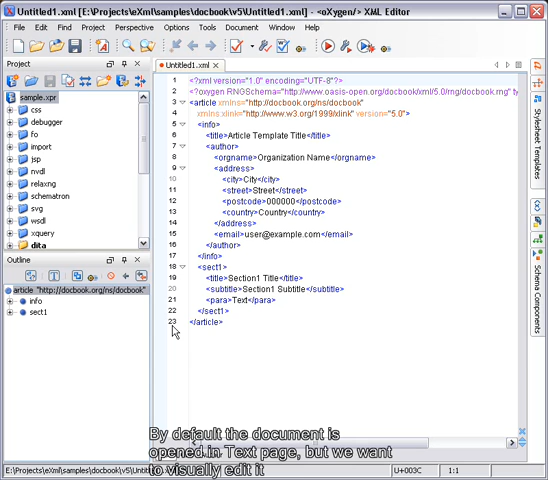 Untitled1.xml [E:\Projects\eXml\samples\docbook\v5\Untitled1.xml] - <oXygen/> XML Editor
File Edit Find Project Options Tools Document Window Help
Project
Untitled1.xml
sample.xpr
css
debugger
fo
import
jsp
nvdl
relaxng
schematron
svg
wsdl
xquery
dita
Outline
article "http://docbook.org/ns/docbook"
info
sect1
1 <?xml version="1.0" encoding="UTF-8"?>
2 <?oxygen RNGSchema="http://www.oasis-open.org/docbook/xml/5.0/rng/docbook.rng" ty
3 <article xmlns="http://docbook.org/ns/docbook"
4 xmlns:xlink="http://www.w3.org/1999/xlink" version="5.0">
5 <info>
6 <title>Article Template Title</title>
7 <author>
8 <orgname>Organization Name</orgname>
9 <address>
10 <city>City</city>
11 <street>Street</street>
12 <postcode>000000</postcode>
13 <country>Country</country>
14 </address>
15 <email>user@example.com</email>
16 </author>
17 </info>
18 <sect1>
19 <title>Section1 Title</title>
20 <subtitle>Section1 Subtitle</subtitle>
21 <para>Text</para>
22 </sect1>
23 </article>
Stylesheet Templates
Schema Components
By default the document is
opened in Text page, but we want
to visually edit it
E:\Projects\eXml\samples\docbook\v5\Untitled1.xml
U+003C
1:1